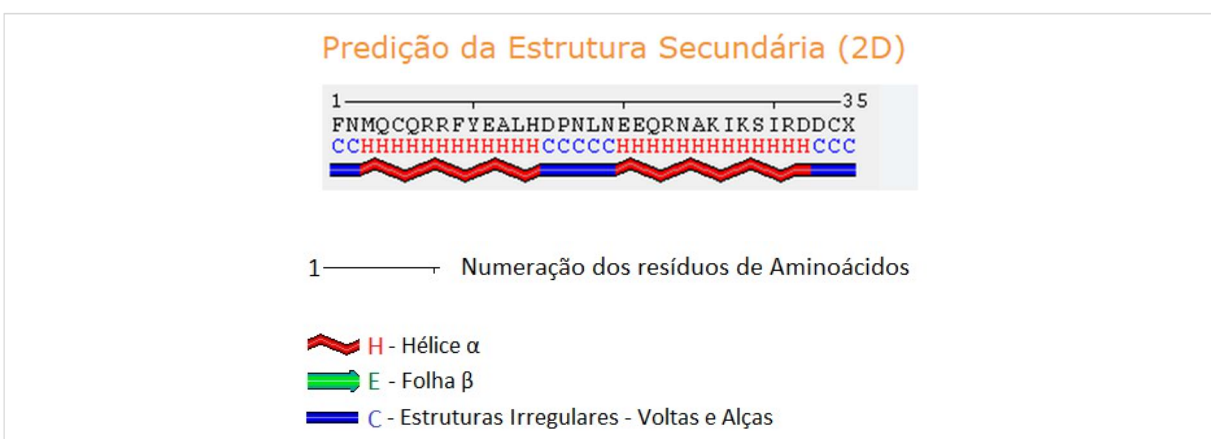 Predição da Estrutura Secundária (2D)
1 35
FNMQCQRRFYEALHDPNLNEEQRNAKIKSIRDDCX
CCHHHHHHHHHHHHCCCCCHHHHHHHHHHHHHCCC
1 Numeração dos resíduos de Aminoácidos
H - Hélice α
E - Folha β
C - Estruturas Irregulares - Voltas e Alças